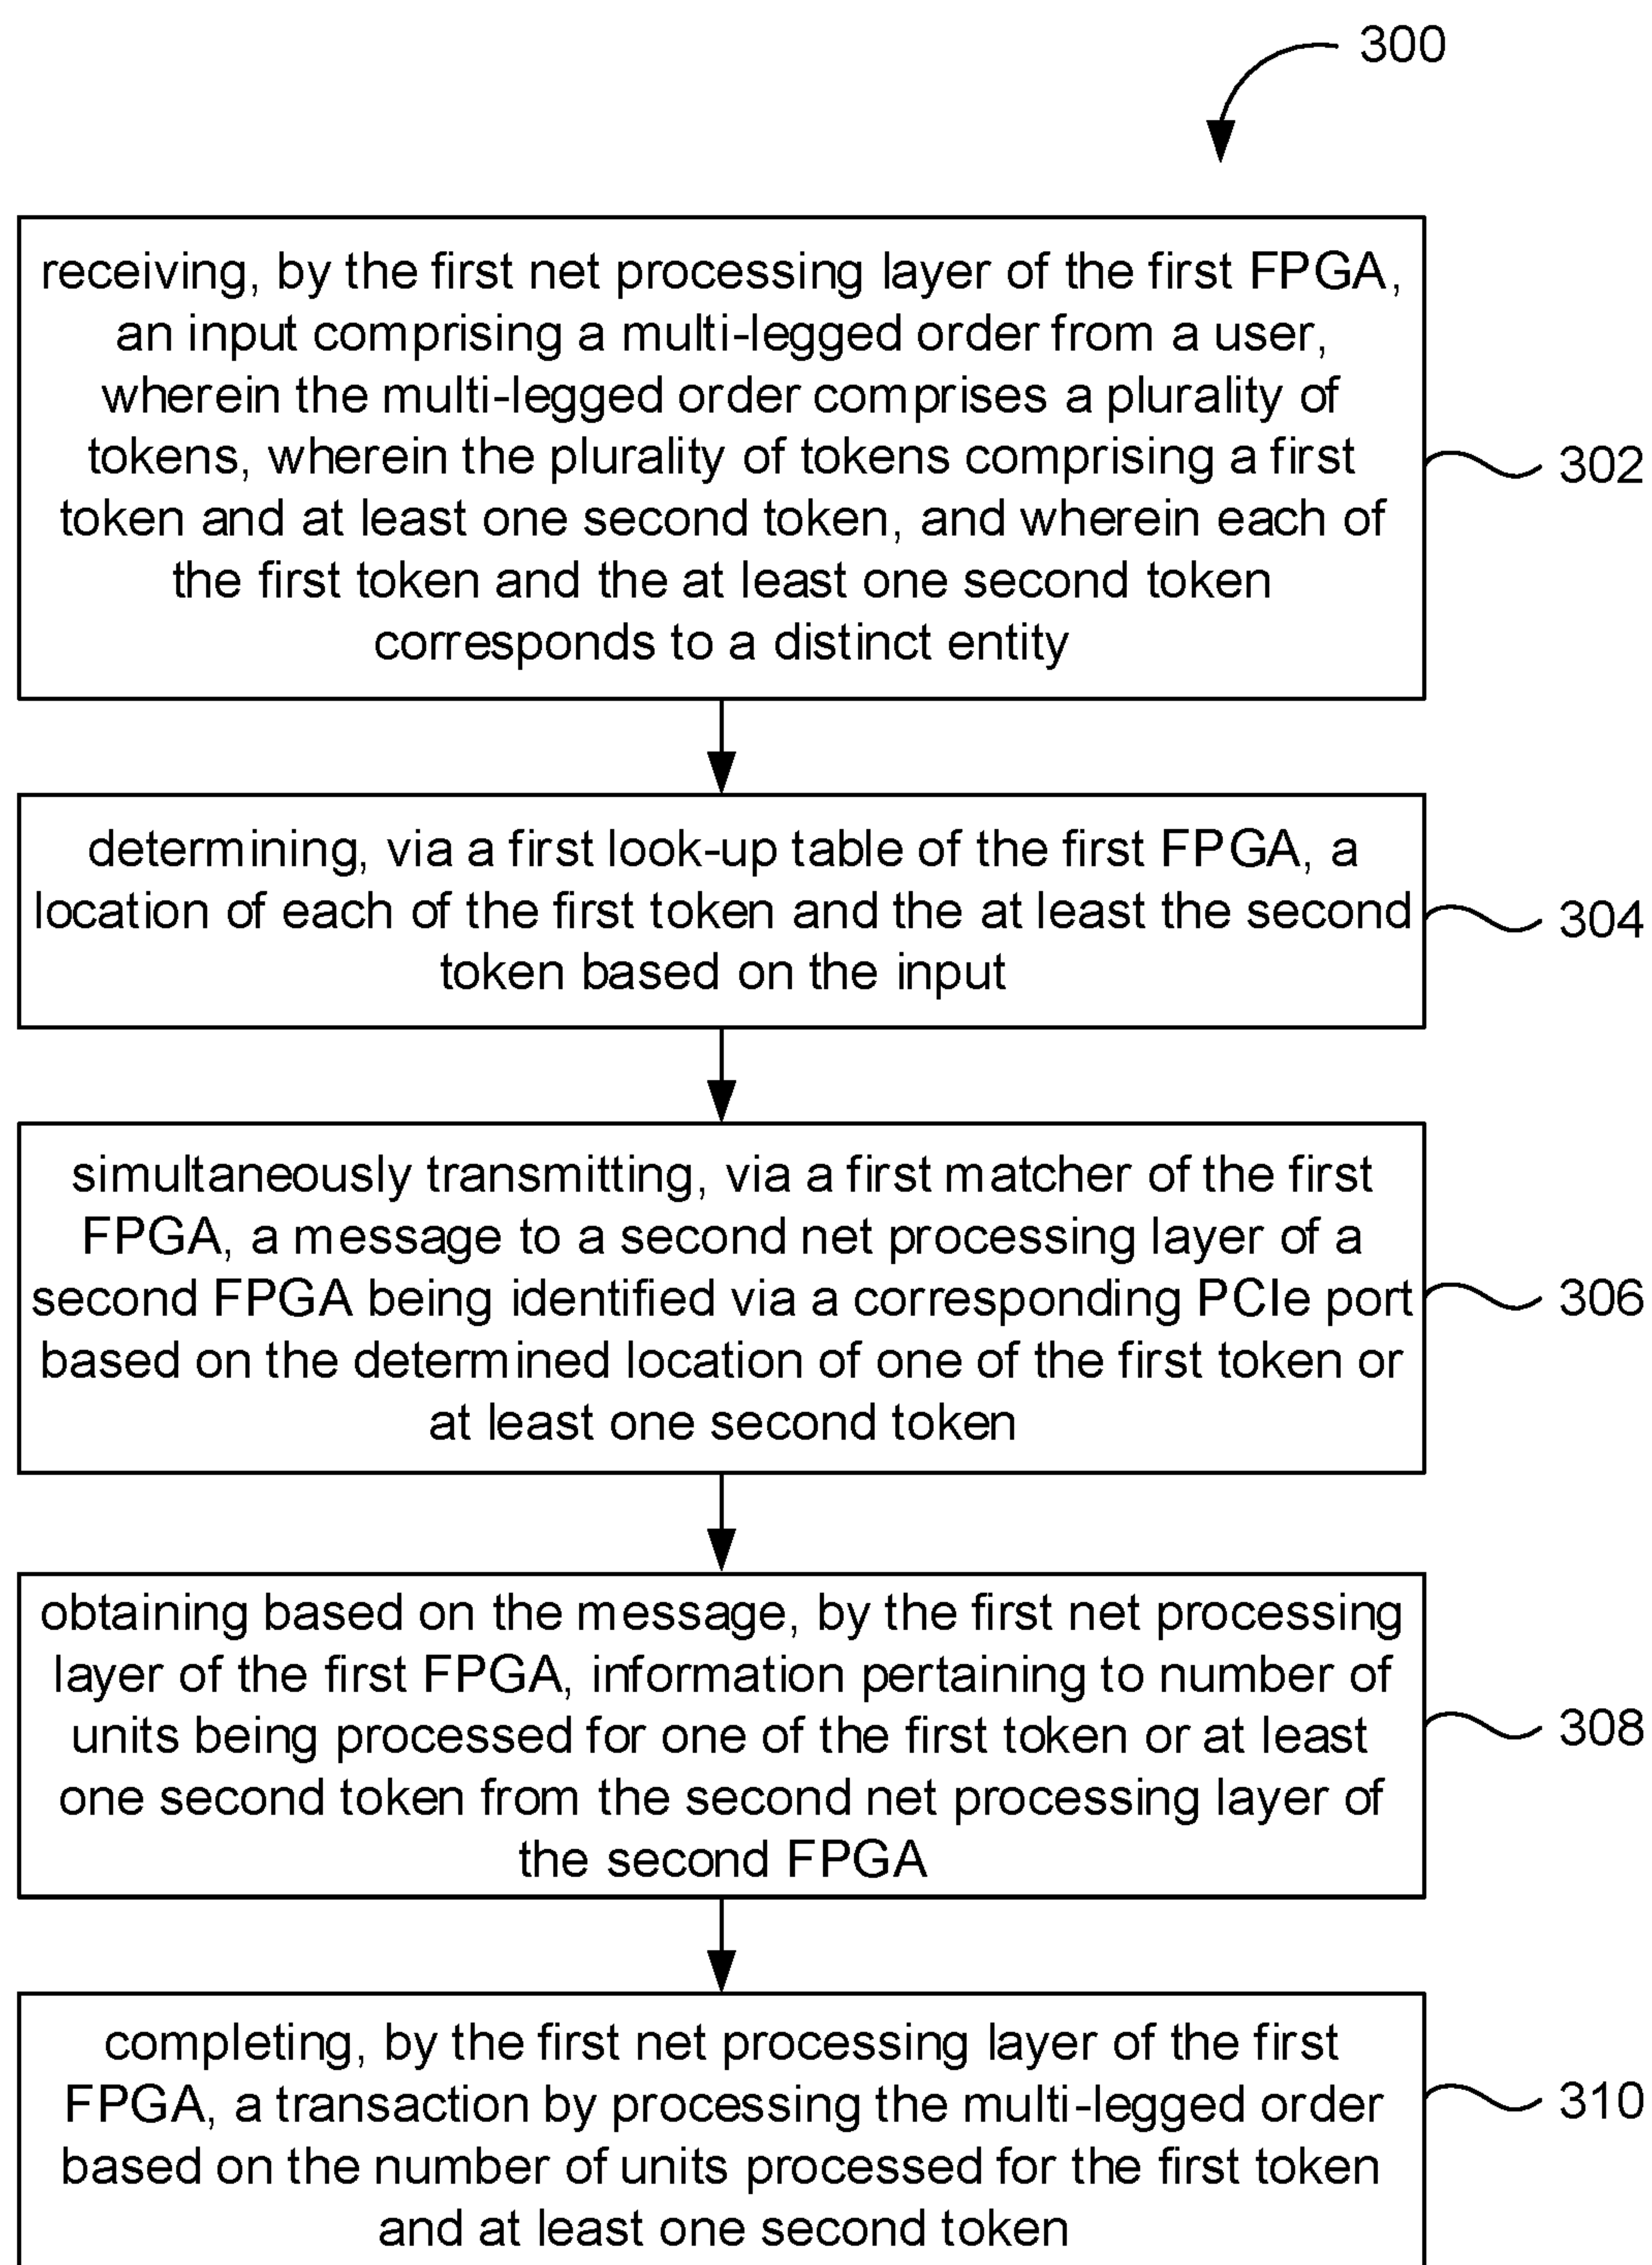 300
receiving, by the first net processing layer of the first FPGA,
an input comprising a multi-legged order from a user,
wherein the multi-legged order comprises a plurality of
tokens, wherein the plurality of tokens comprising a first
token and at least one second token, and wherein each of
the first token and the at least one second token
corresponds to a distinct entity
302
determining, via a first look-up table of the first FPGA, a
location of each of the first token and the at least the second
token based on the input
304
simultaneously transmitting, via a first matcher of the first
FPGA, a message to a second net processing layer of a
second FPGA being identified via a corresponding PCIe port
based on the determined location of one of the first token or
at least one second token
306
obtaining based on the message, by the first net processing
layer of the first FPGA, information pertaining to number of
units being processed for one of the first token or at least
one second token from the second net processing layer of
the second FPGA
308
completing, by the first net processing layer of the first
FPGA, a transaction by processing the multi-legged order
based on the number of units processed for the first token
and at least one second token
310